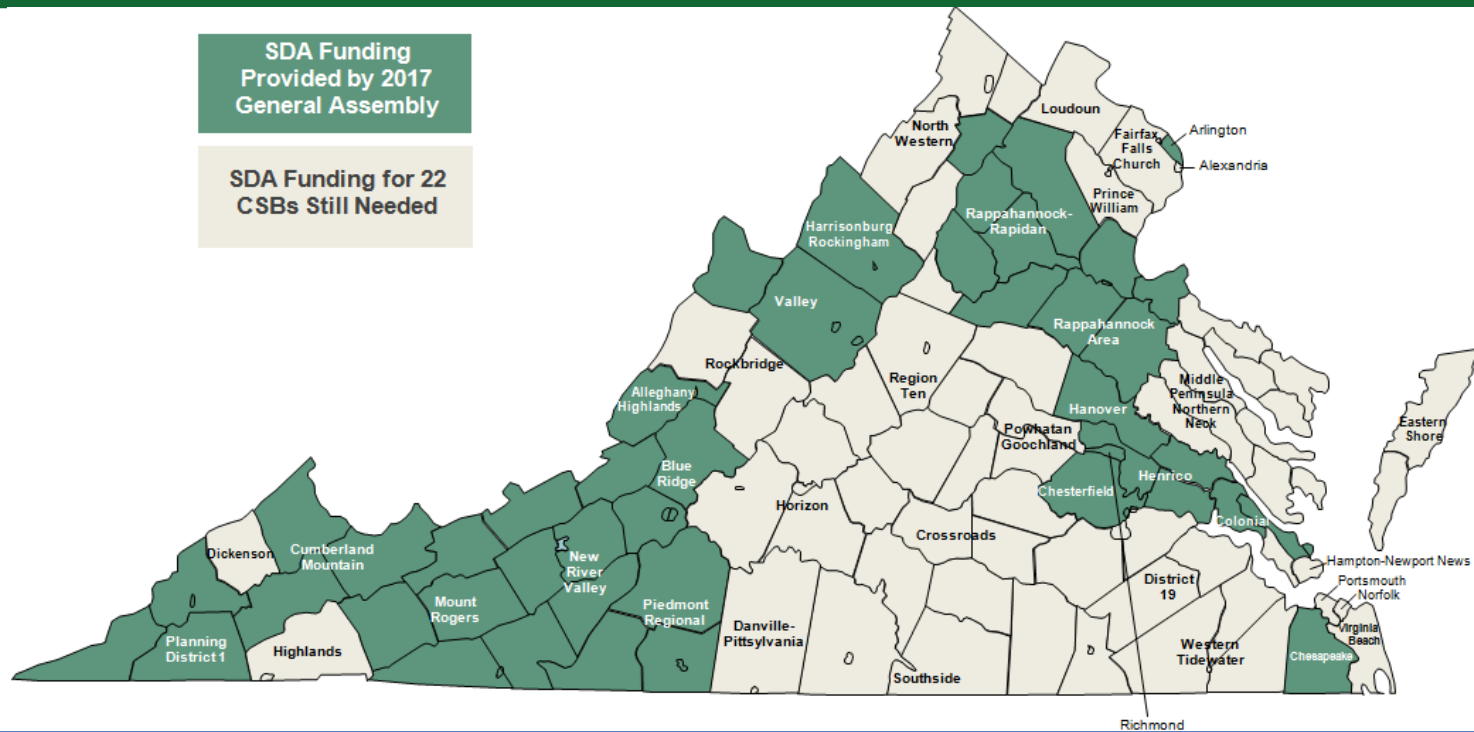 SDA Funding
Provided by 2017
General Assembly
SDA Funding for 22
CSBs Still Needed
Loudoun
North
Western
Fairfax
Falls
Church
Arlington
Alexandria
Prince
William
Harrisonburg
Rockingham
Rappahannock-
Rapidan
Valley
Rappahannock
Area
Rockbridge
Region
Ten
Middle
Peninsula
Northern
Neck
Alleghany
Highlands
Hanover
Eastern
Shore
Powhatan
Goochland
Blue
Ridge
Henrico
Chesterfield
Horizon
Colonial
Crossroads
Dickenson
Cumberland
Mountain
New
River
Valley
Hampton-Newport News
Portsmouth
Norfolk
District
19
Mount
Rogers
Piedmont
Regional
Virginia
Beach
Danville-
Pittsylvania
Planning
District 1
Highlands
Western
Tidewater
Chesapeake
Southside
Richmond